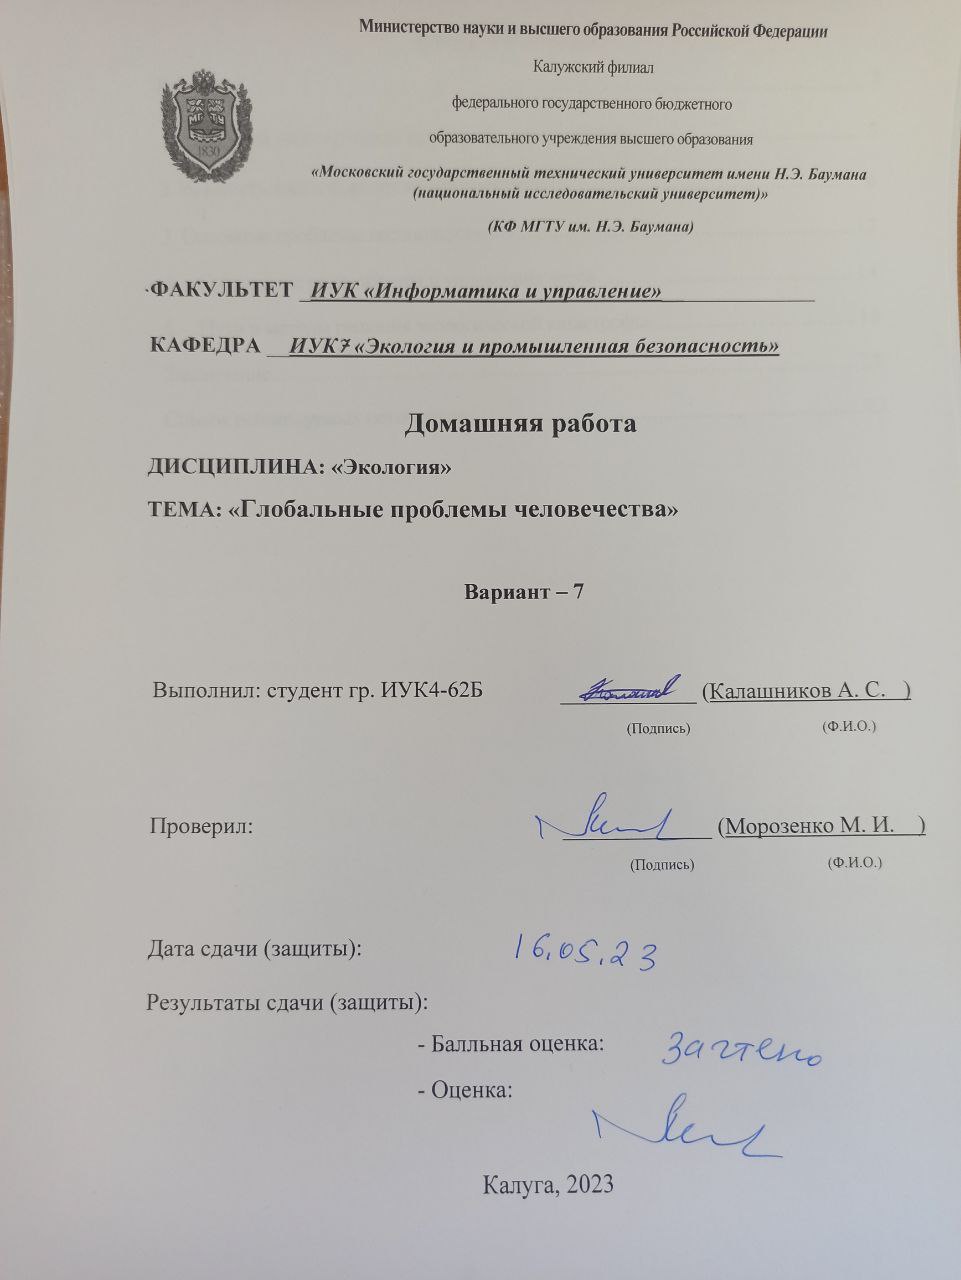 Министерство науки и высшего образования Российской Федерации
Калужский филиал
федерального государственного бюджетного
образовательного учреждения высшего образования
«Московский государственный технический университет имени Н.Э. Баумана
(национальный исследовательский университет)»
(КФ МГТУ им. Н.Э. Баумана)
МГТУ
1830
ФАКУЛЬТЕТ ИУК «Информатика и управление»
КАФЕДРА ИУК7 «Экология и промышленная безопасность»
Домашняя работа
ДИСЦИПЛИНА: «Экология»
ТЕМА: «Глобальные проблемы человечества»
Вариант – 7
Выполнил: студент гр. ИУК4-62Б (Калашников А. С. )
(Подпись) (Ф.И.О.)
Проверил: (Морозенко М. И. )
(Подпись) (Ф.И.О.)
Дата сдачи (защиты): 16.05.23
Результаты сдачи (защиты):
- Балльная оценка: Зачтено
- Оценка:
Калуга, 2023